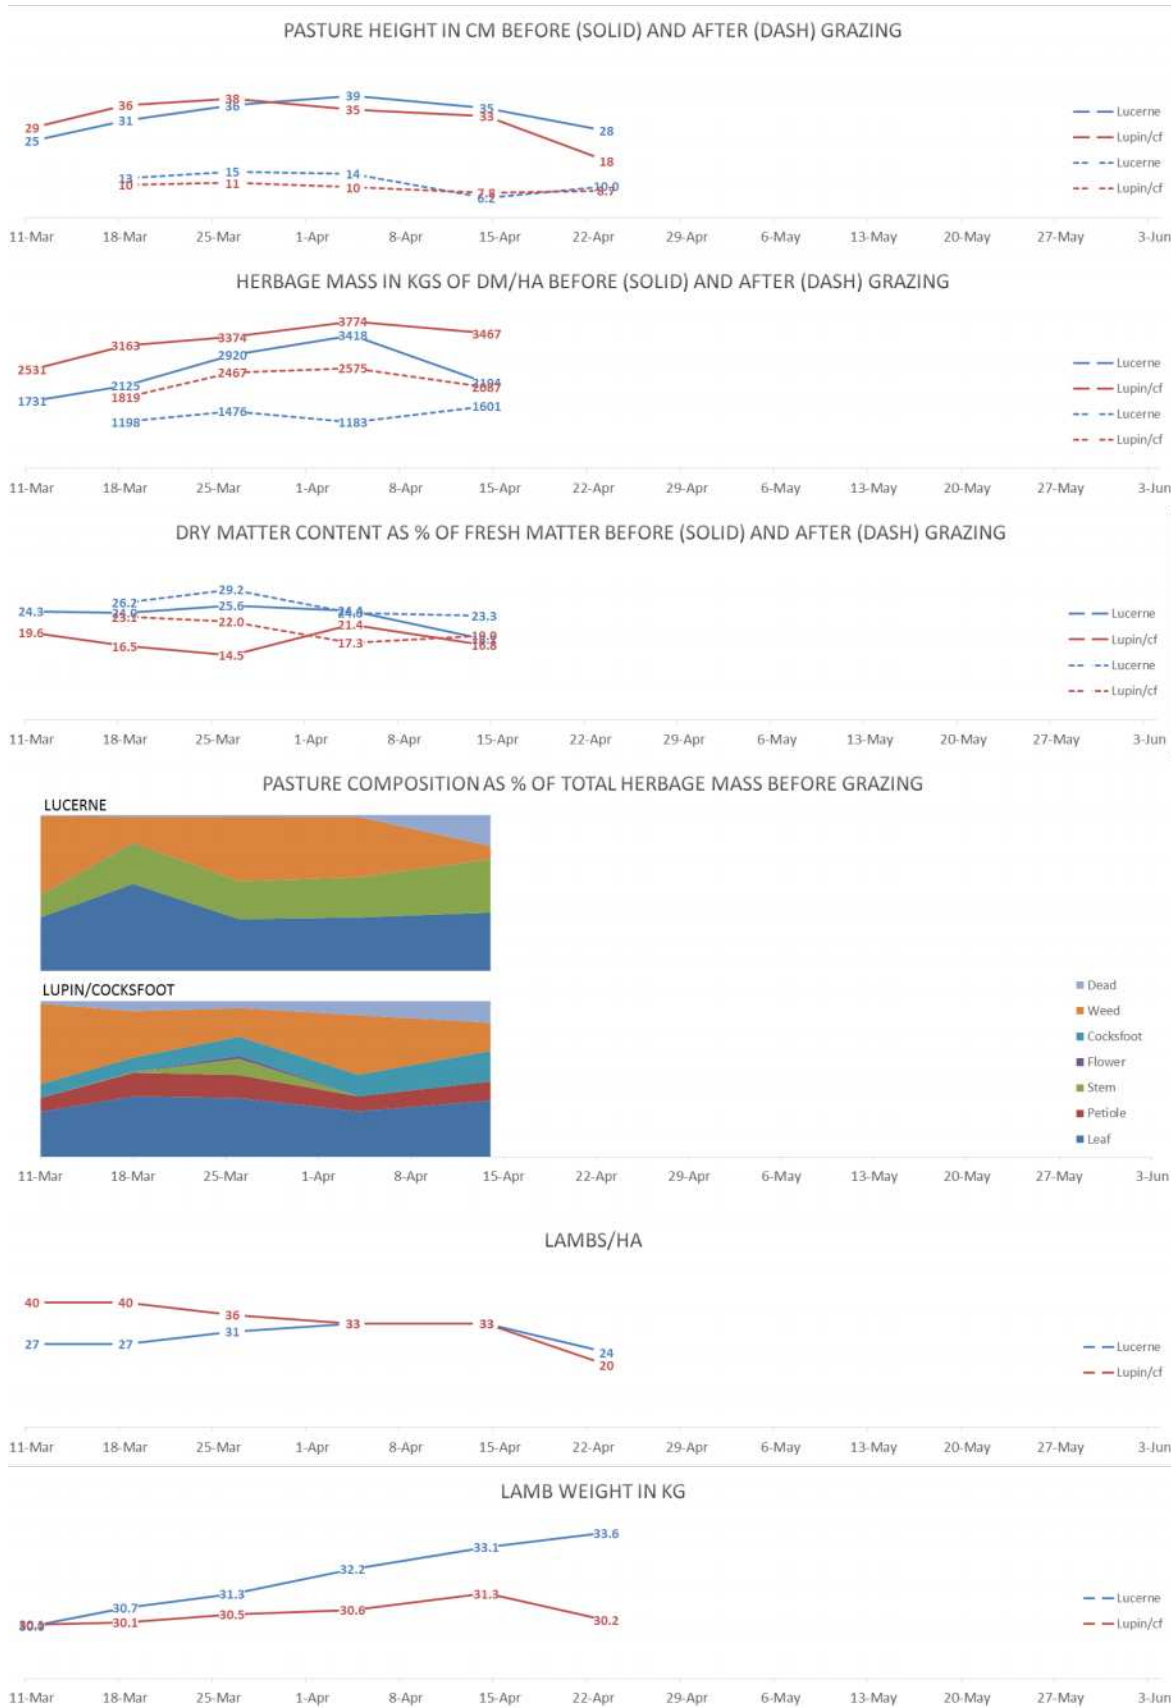 PASTURE HEIGHT IN CM BEFORE (SOLID) AND AFTER (DASH) GRAZING
39
36 38 35
29 31 36 35 33
25 28
18
Lucerne
Lupin/cf
Lucerne
Lupin/cf
13 15 14
10 11 10 7.8 10.0
6.2 8.7
11-Mar 18-Mar 25-Mar 1-Apr 8-Apr 15-Apr 22-Apr 29-Apr 6-May 13-May 20-May 27-May 3-Jun
HERBAGE MASS IN KGS OF DM/HA BEFORE (SOLID) AND AFTER (DASH) GRAZING
3774
3163 3374 3418 3467
2531 2920
2125 2467 2575
1731 1819 2087
1198 1476 1183 1601
Lucerne
Lupin/cf
Lucerne
Lupin/cf
11-Mar 18-Mar 25-Mar 1-Apr 8-Apr 15-Apr 22-Apr 29-Apr 6-May 13-May 20-May 27-May 3-Jun
DRY MATTER CONTENT AS % OF FRESH MATTER BEFORE (SOLID) AND AFTER (DASH) GRAZING
29.2
24.3 26.2 25.6 23.3
19.6 23.1 22.0 21.4
16.5 14.5 17.3 16.8
Lucerne
Lupin/cf
Lucerne
Lupin/cf
11-Mar 18-Mar 25-Mar 1-Apr 8-Apr 15-Apr 22-Apr 29-Apr 6-May 13-May 20-May 27-May 3-Jun
PASTURE COMPOSITION AS % OF TOTAL HERBAGE MASS BEFORE GRAZING
LUCERNE
LUPIN/COCKSFOOT
Dead
Weed
Cocksfoot
Flower
Stem
Petiole
Leaf
11-Mar 18-Mar 25-Mar 1-Apr 8-Apr 15-Apr 22-Apr 29-Apr 6-May 13-May 20-May 27-May 3-Jun
LAMBS/HA
40 40 36 33 33
27 27 31 24
20
Lucerne
Lupin/cf
11-Mar 18-Mar 25-Mar 1-Apr 8-Apr 15-Apr 22-Apr 29-Apr 6-May 13-May 20-May 27-May 3-Jun
LAMB WEIGHT IN KG
30.7 31.3 32.2 33.1 33.6
30.1 30.5 30.6 31.3 30.2
Lucerne
Lupin/cf
11-Mar 18-Mar 25-Mar 1-Apr 8-Apr 15-Apr 22-Apr 29-Apr 6-May 13-May 20-May 27-May 3-Jun